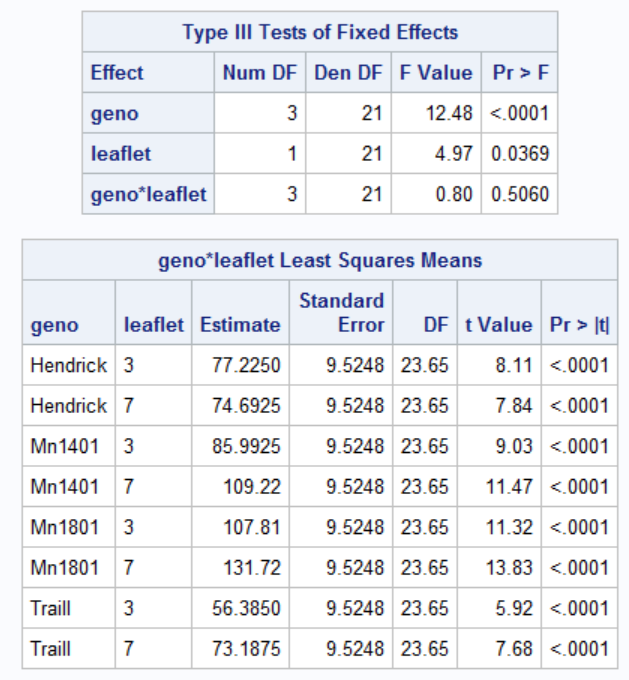 Type III Tests of Fixed Effects
Effect Num DF Den DF F Value Pr > F
geno 3 21 12.48 <.0001
leaflet 1 21 4.97 0.0369
geno*leaflet 3 21 0.80 0.5060
geno*leaflet Least Squares Means
geno leaflet Estimate Standard Error DF t Value Pr > |t|
Hendrick 3 77.2250 9.5248 23.65 8.11 <.0001
Hendrick 7 74.6925 9.5248 23.65 7.84 <.0001
Mn1401 3 85.9925 9.5248 23.65 9.03 <.0001
Mn1401 7 109.22 9.5248 23.65 11.47 <.0001
Mn1801 3 107.81 9.5248 23.65 11.32 <.0001
Mn1801 7 131.72 9.5248 23.65 13.83 <.0001
Traill 3 56.3850 9.5248 23.65 5.92 <.0001
Traill 7 73.1875 9.5248 23.65 7.68 <.0001